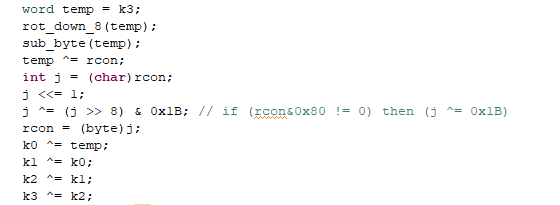 word temp = k3;
rot_down_8(temp);
sub_byte(temp);
temp ^= rcon;
int j = (char)rcon;
j <<= 1;
j ^= (j >> 8) & 0x1B; // if (rcon&0x80 != 0) then (j ^= 0x1B)
rcon = (byte)j;
k0 ^= temp;
k1 ^= k0;
k2 ^= k1;
k3 ^= k2;